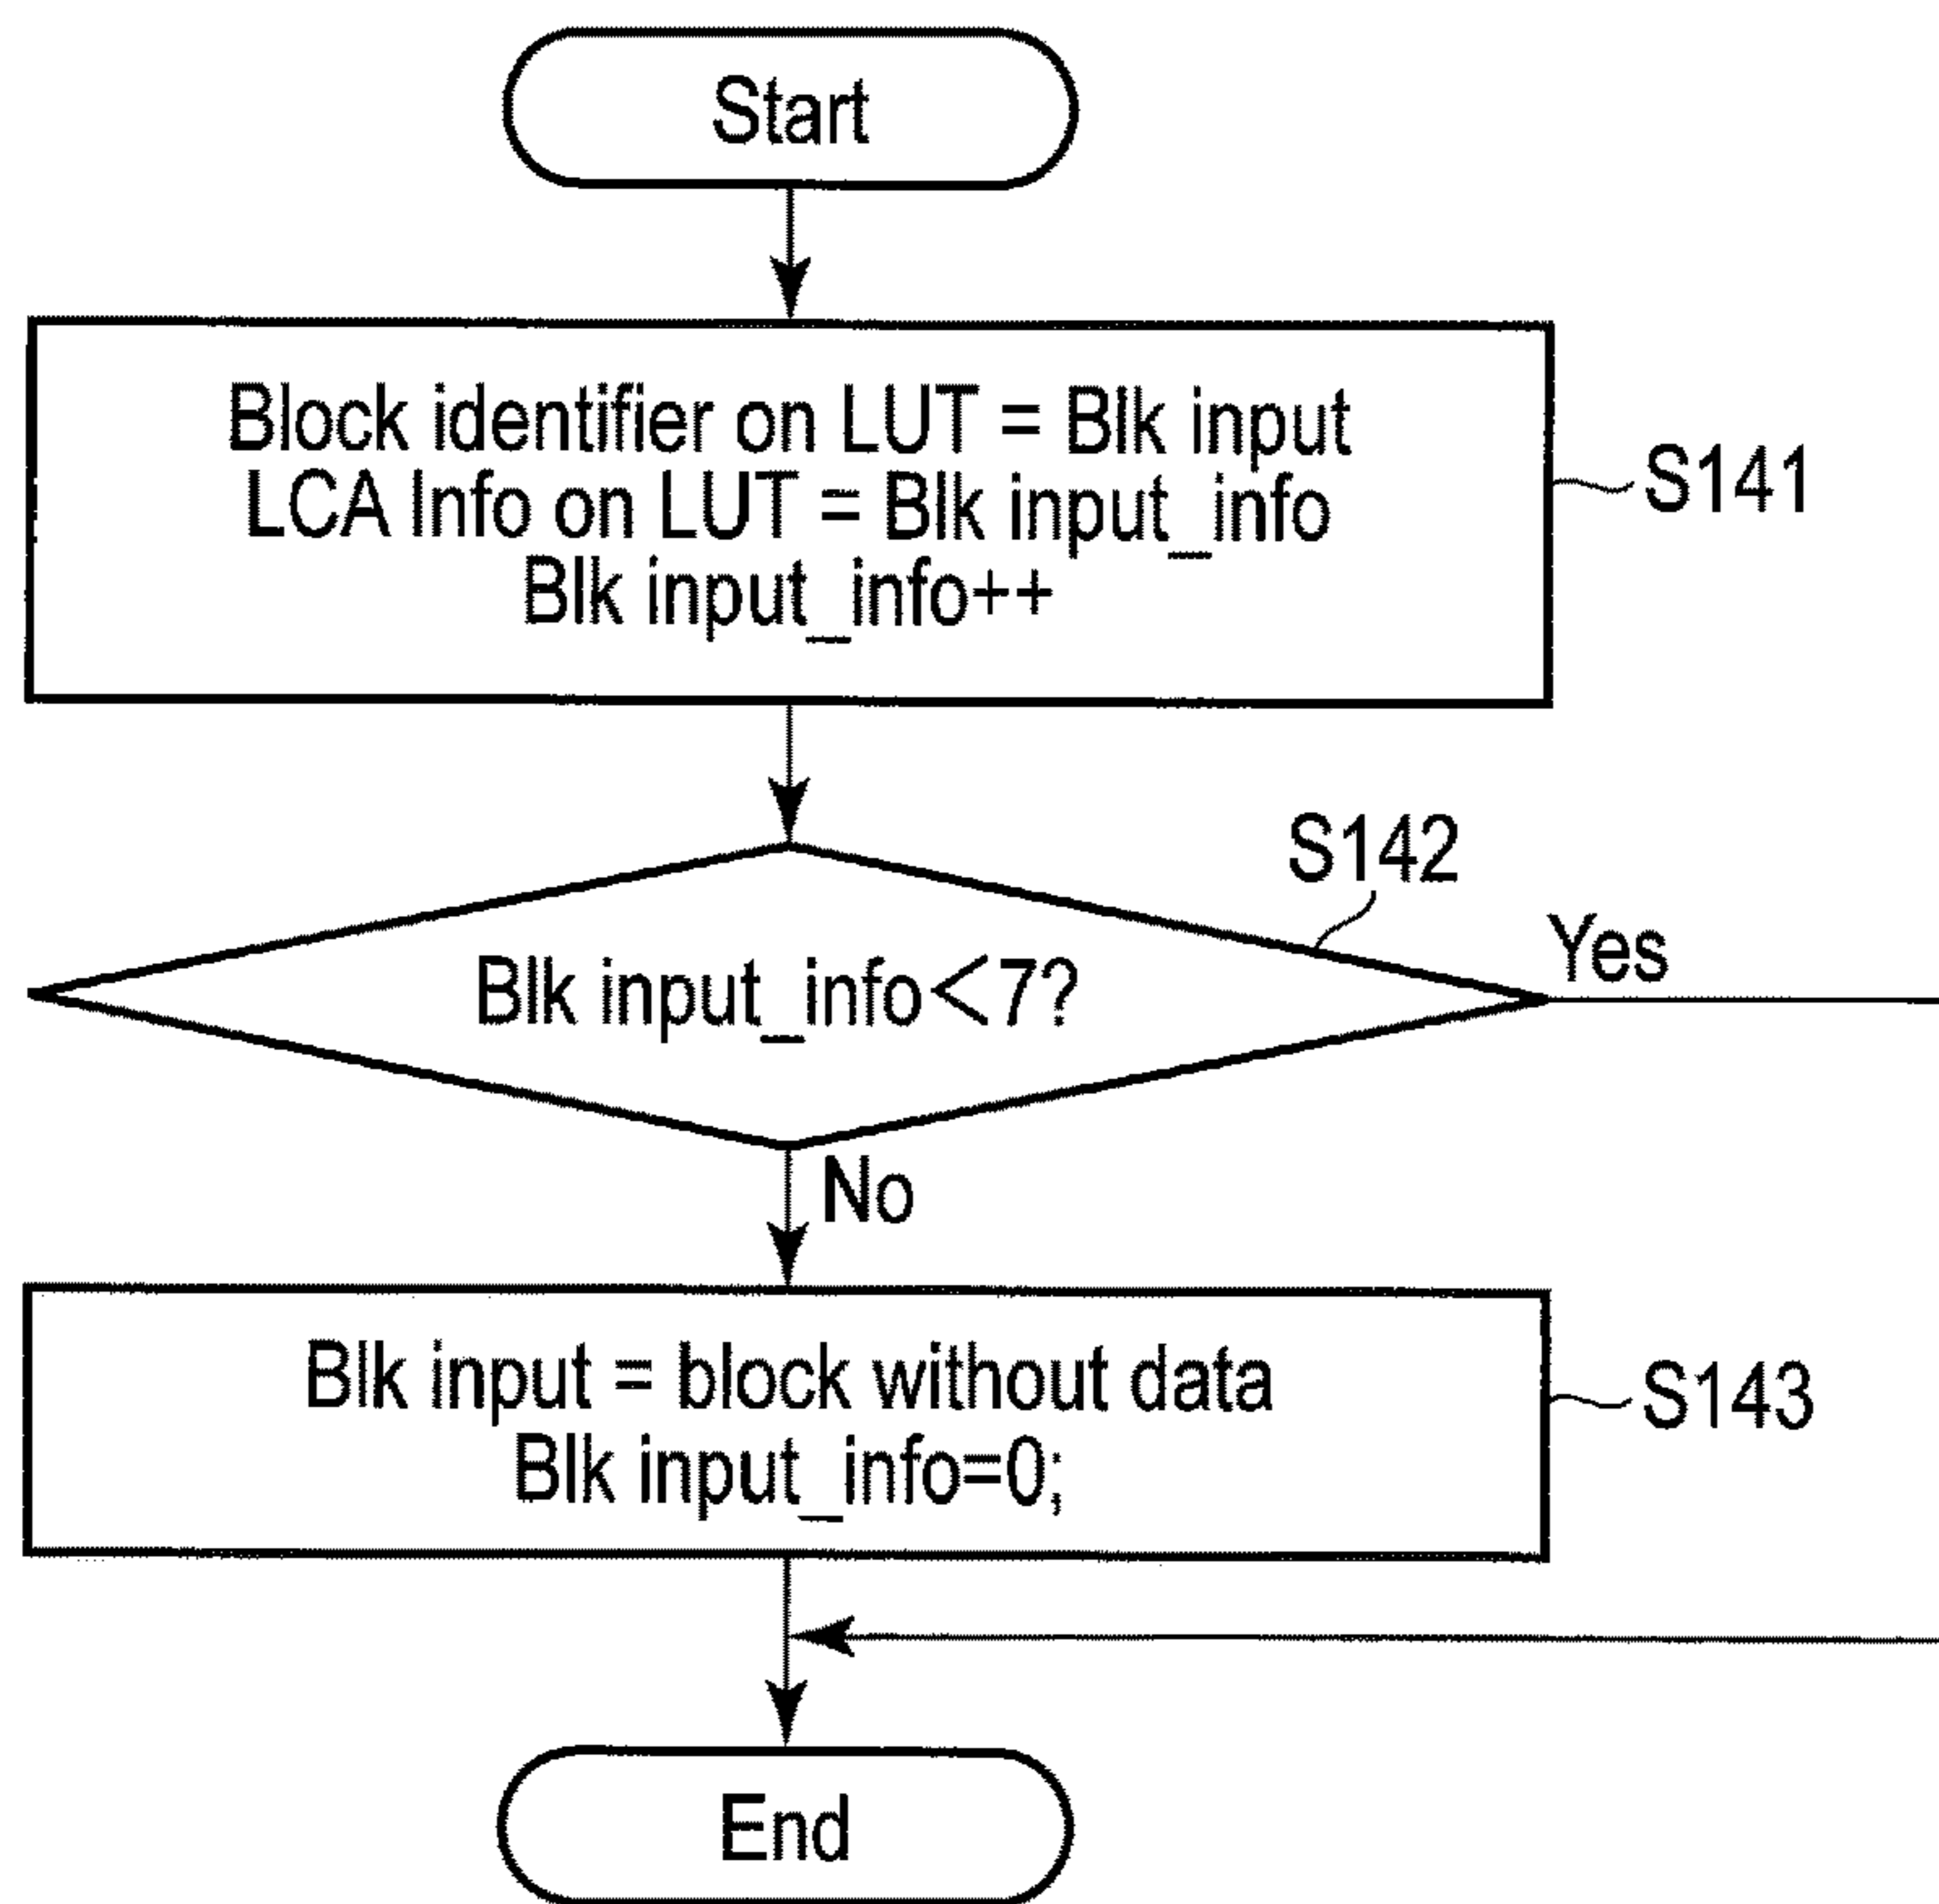 Start
Block identifier on LUT = Blk input
LCA Info on LUT = Blk input_info
Blk input_info++
S141
S142
Blk input_info<7?
Yes
No
Blk input = block without data
Blk input_info=0;
S143
End